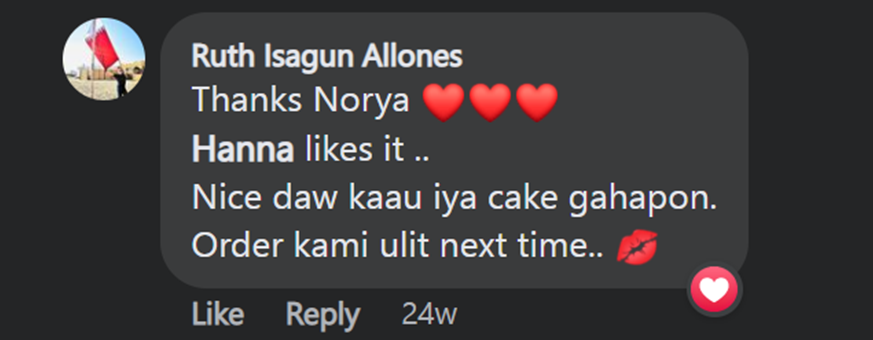 Ruth Isagun Allones
Thanks Norya ❤️❤️❤️
Hanna likes it ..
Nice daw kaau iya cake gahapon.
Order kami ulit next time.. 💋
Like Reply 24w